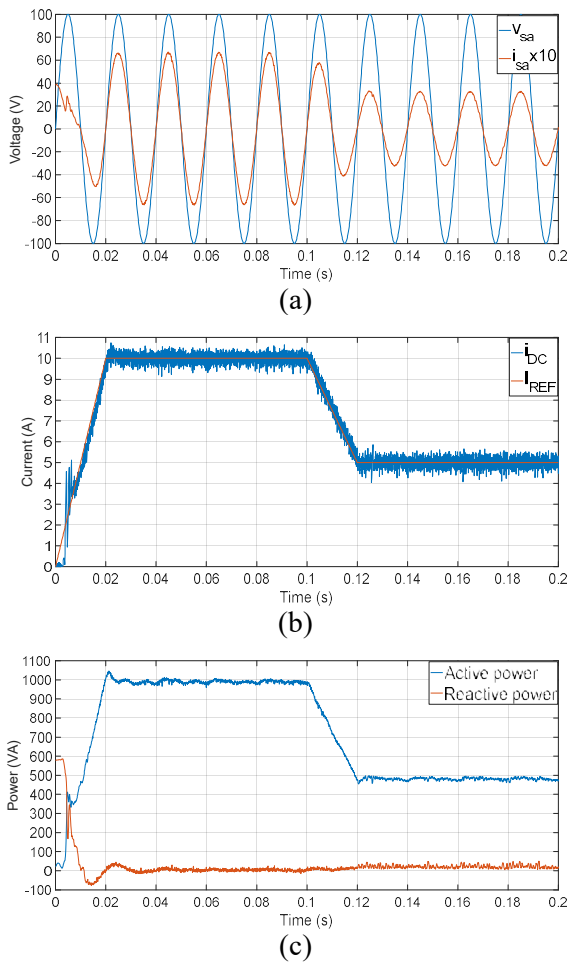 100
80
60
40
20
0
-20
-40
-60
-80
-100
Voltage (V)
v_sa
i_sa x10
0 0.02 0.04 0.06 0.08 0.1 0.12 0.14 0.16 0.18 0.2
Time (s)
(a)
11
10
9
8
7
6
5
4
3
2
1
0
Current (A)
i_DC
I_REF
0 0.02 0.04 0.06 0.08 0.1 0.12 0.14 0.16 0.18 0.2
Time (s)
(b)
1100
1000
900
800
700
600
500
400
300
200
100
0
-100
Power (VA)
Active power
Reactive power
0 0.02 0.04 0.06 0.08 0.1 0.12 0.14 0.16 0.18 0.2
Time (s)
(c)